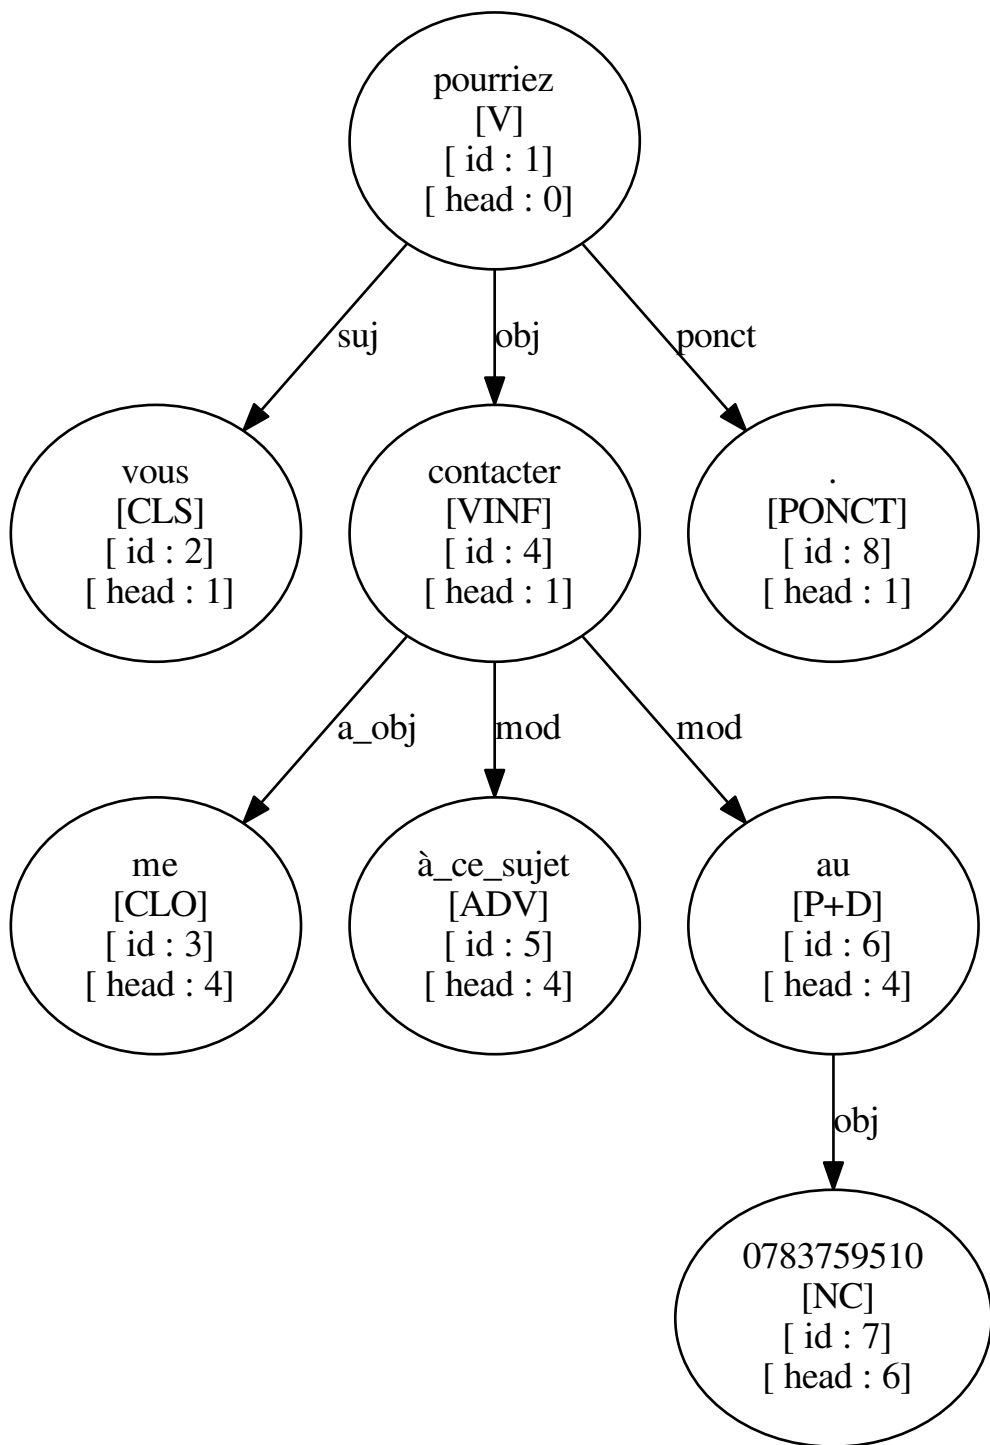 pourriez
[V]
[ id : 1]
[ head : 0]
suj
obj
ponct
vous
[CLS]
[ id : 2]
[ head : 1]
contacter
[VINF]
[ id : 4]
[ head : 1]
.
[PONCT]
[ id : 8]
[ head : 1]
a_obj
mod
mod
me
[CLO]
[ id : 3]
[ head : 4]
à_ce_sujet
[ADV]
[ id : 5]
[ head : 4]
au
[P+D]
[ id : 6]
[ head : 4]
obj
0783759510
[NC]
[ id : 7]
[ head : 6]